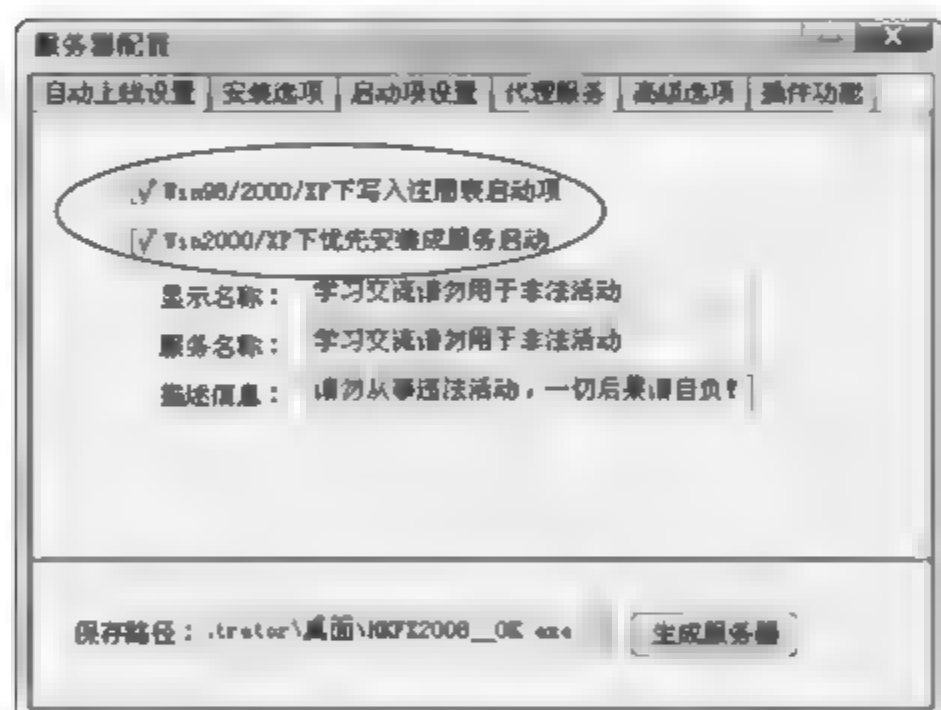 服务器配置
自动上线设置 安装选项 启动项设置 代理服务 高级选项 插件功能
√ Win98/2000/XP下写入注册表启动项
√ Win2000/XP下优先安装成服务启动
显示名称： 学习交流请勿用于非法活动
服务名称： 学习交流请勿用于非法活动
描述信息： 请勿从事违法活动，一切后果请自负！
保存路径：.trator\桌面\HKFX2008__OK exe 生成服务器